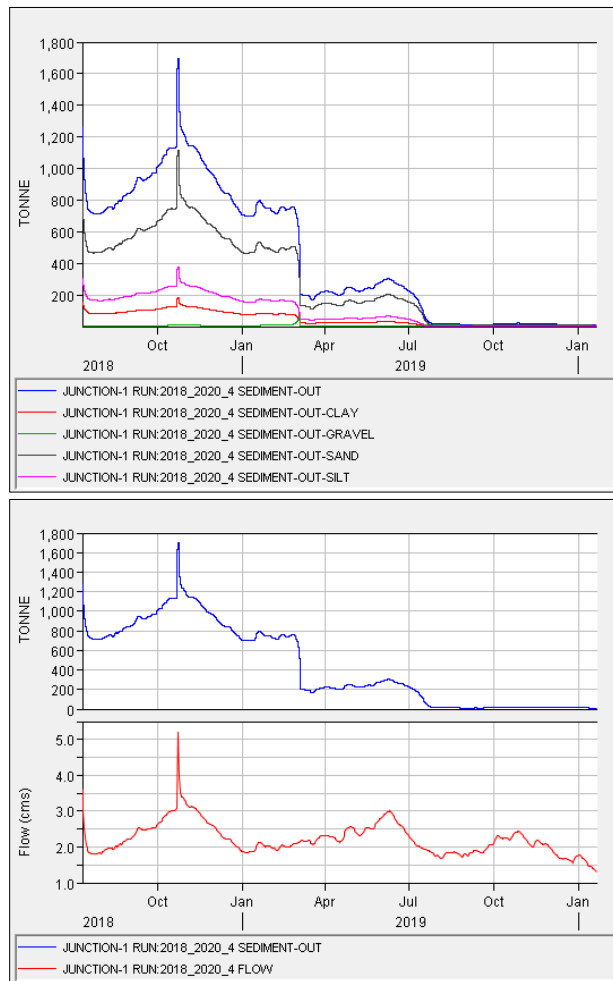 1,800
1,600
1,400
1,200
1,000
800
600
400
200
TONNE
Oct Jan Apr Jul Oct Jan
2018 2019
JUNCTION-1 RUN:2018_2020_4 SEDIMENT-OUT
JUNCTION-1 RUN:2018_2020_4 SEDIMENT-OUT-CLAY
JUNCTION-1 RUN:2018_2020_4 SEDIMENT-OUT-GRAVEL
JUNCTION-1 RUN:2018_2020_4 SEDIMENT-OUT-SAND
JUNCTION-1 RUN:2018_2020_4 SEDIMENT-OUT-SILT
1,800
1,600
1,400
1,200
1,000
800
600
400
200
0
TONNE
5.0
4.0
3.0
2.0
1.0
Flow (cms)
Oct Jan Apr Jul Oct Jan
2018 2019
JUNCTION-1 RUN:2018_2020_4 SEDIMENT-OUT
JUNCTION-1 RUN:2018_2020_4 FLOW